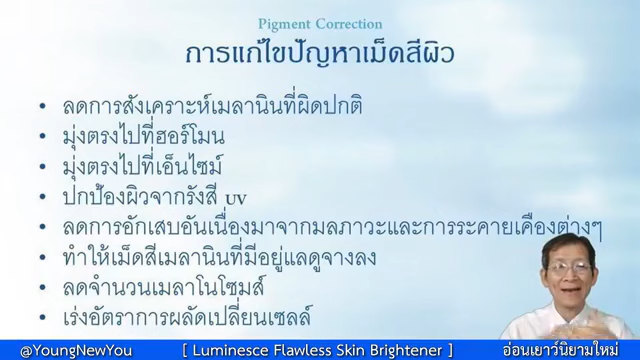 Pigment Correction
การแก้ไขปัญหาเม็ดสีผิว
• ลดการสังเคราะห์เมลานินที่ผิดปกติ
• มุ่งตรงไปที่ฮอร์โมน
• มุ่งตรงไปที่เอ็นไซม์
• ปกป้องผิวจากรังสี UV
• ลดการอักเสบอันเนื่องมาจากมลภาวะและการระคายเคืองต่างๆ
• ทำให้เม็ดสีเมลานินที่มีอยู่แลดูจางลง
• ลดจำนวนเมลาโนโซมส์
• เร่งอัตราการผลัดเปลี่ยนเซลล์
@YoungNewYou [ Luminesce Flawless Skin Brightener ] อ่อนเยาว์นิยามใหม่